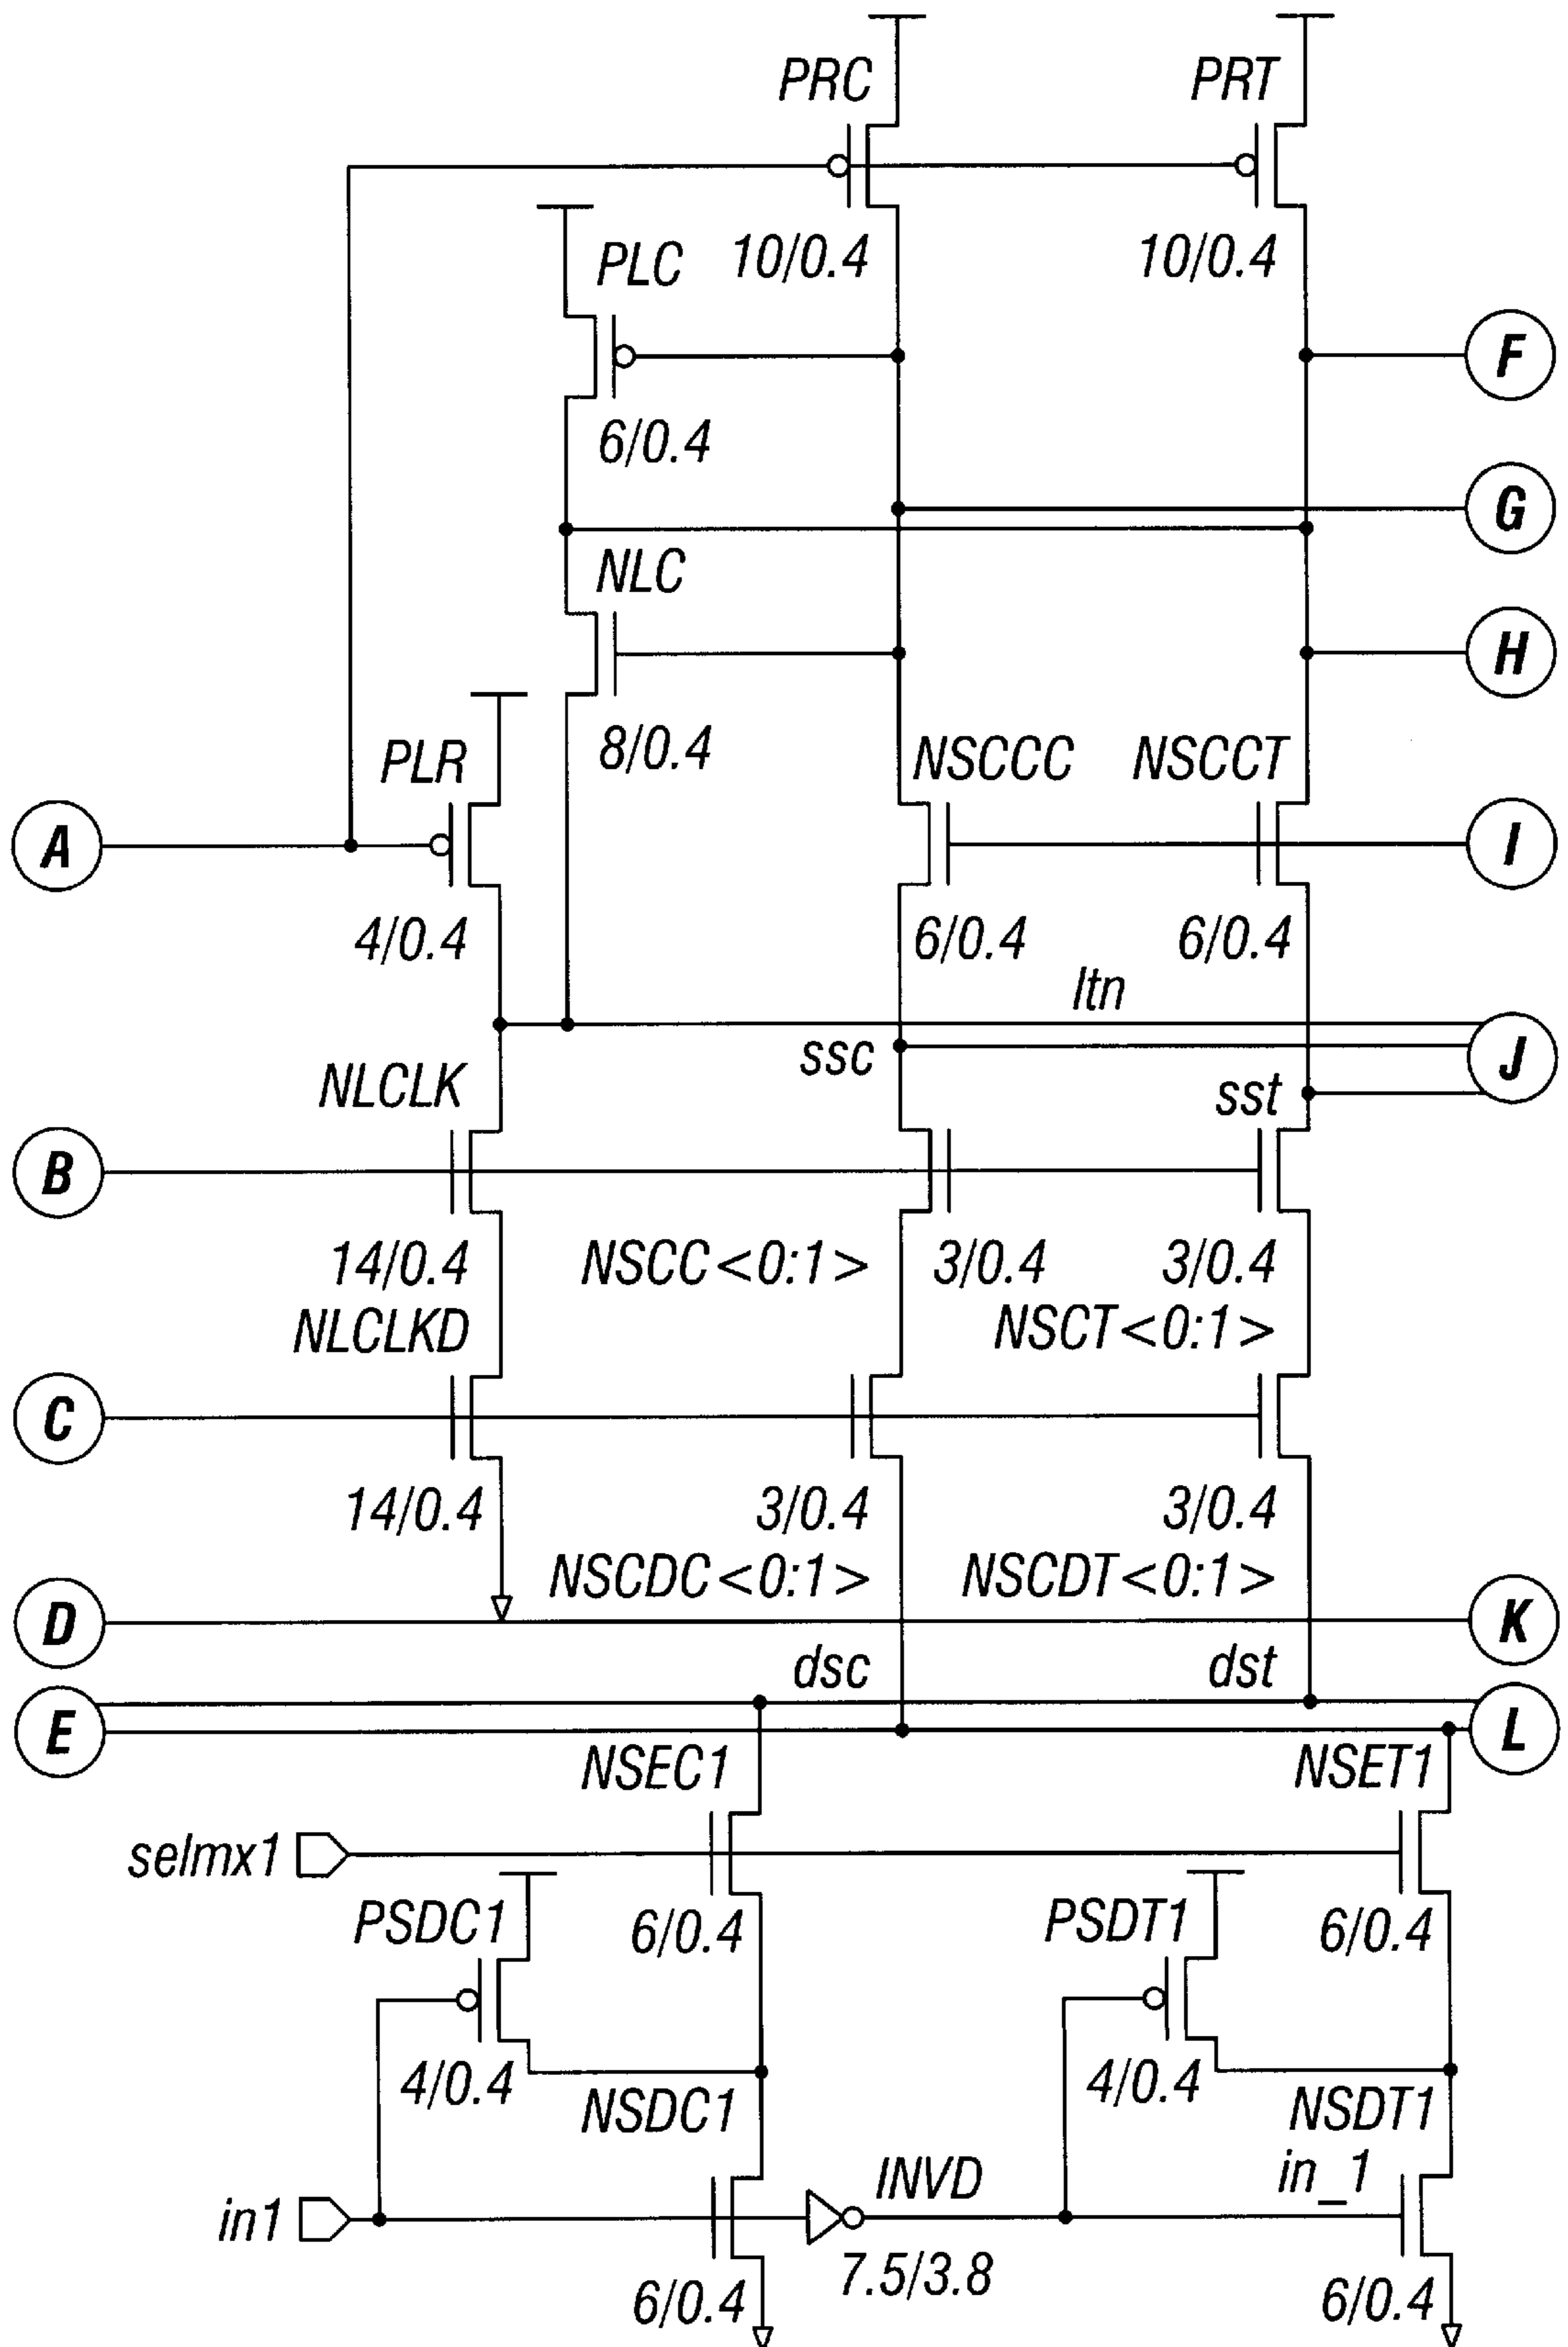 PRC
PRT
10/0.4
10/0.4
PLC
6/0.4
F
G
NLC
8/0.4
H
PLR
4/0.4
NSCCC
NSCCT
A
I
6/0.4
6/0.4
ltn
ssc
sst
J
NLCLK
B
14/0.4
NSCC<0:1>
3/0.4
3/0.4
NLCLKD
NSCT<0:1>
C
14/0.4
3/0.4
3/0.4
NSCDC<0:1>
NSCDT<0:1>
D
K
dsc
dst
E
L
NSEC1
NSET1
selmx1
PSDC1
6/0.4
PSDT1
6/0.4
4/0.4
NSDC1
4/0.4
NSDT1
in1
INVD
in_1
6/0.4
7.5/3.8
6/0.4